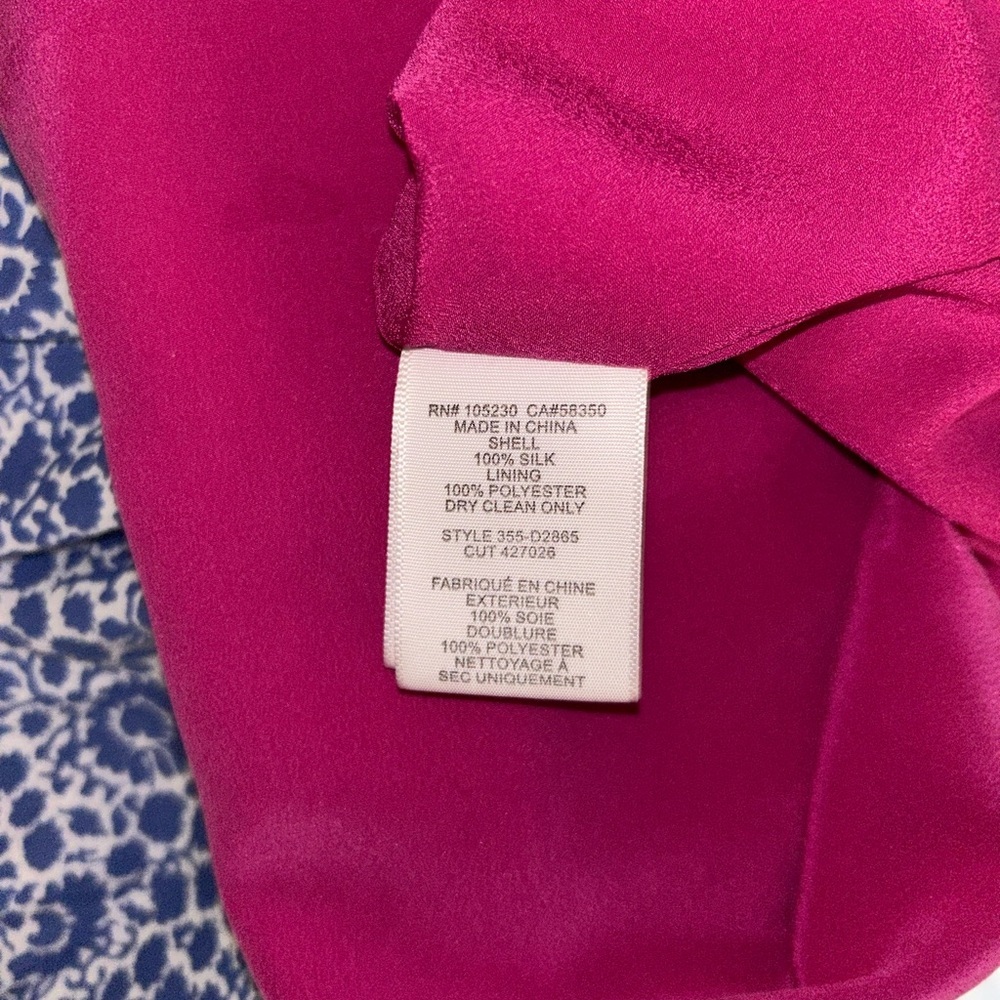 RN# 105230 CA#58350
MADE IN CHINA
SHELL
100% SILK
LINING
100% POLYESTER
DRY CLEAN ONLY
STYLE 355-D2865
CUT 427026
FABRIQUÉ EN CHINE
EXTERIEUR
100% SOIE
DOUBLURE
100% POLYESTER
NETTOYAGE À
SEC UNIQUEMENT